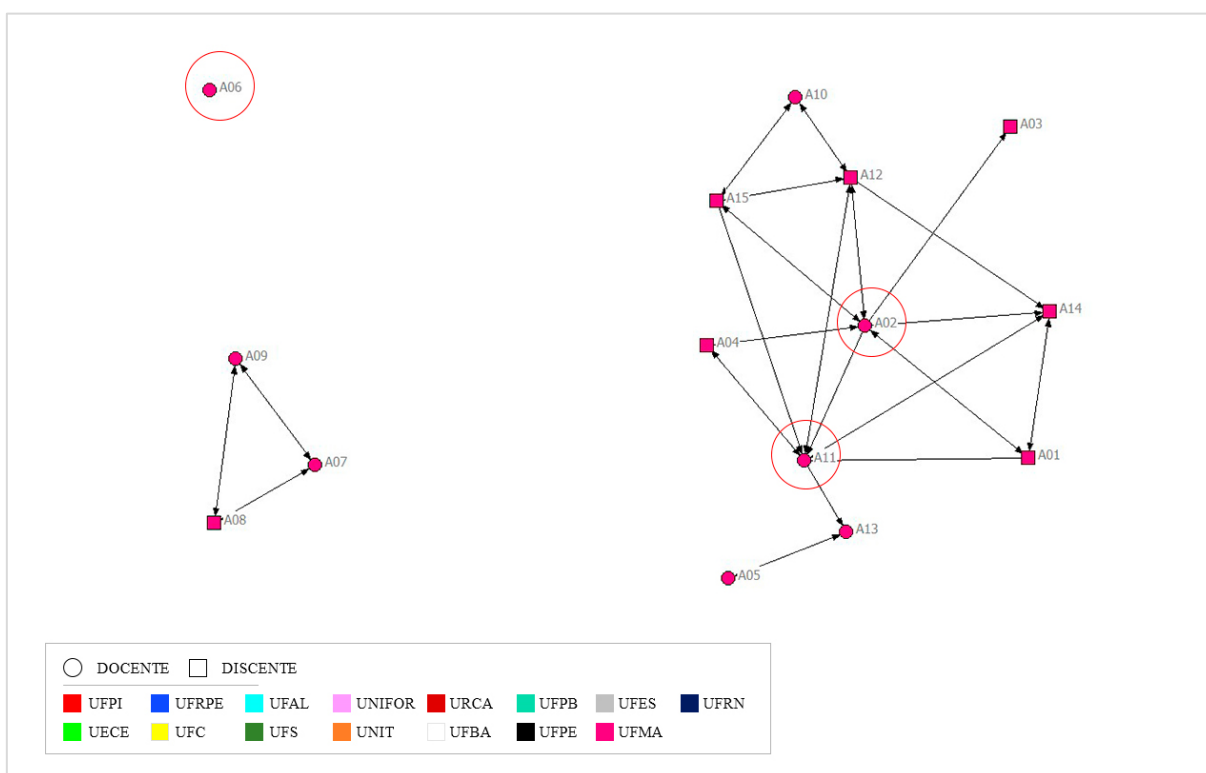 A06
A10
A03
A12
A15
A14
A02
A04
A09
A11
A01
A07
A08
A13
A05
DOCENTE DISCENTE
UFPI UFRPE UFAL UNIFOR URCA UFPB UFES UFRN
UECE UFC UFS UNIT UFBA UFPE UFMA